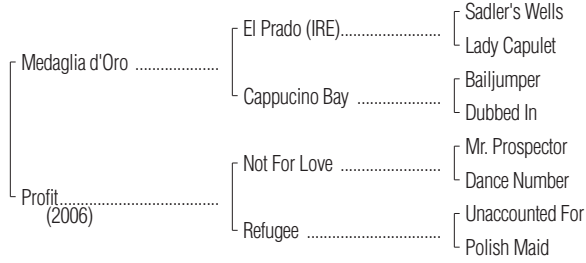 Sadler's Wells
El Prado (IRE)
Lady Capulet
Medaglia d'Oro
Bailjumper
Cappucino Bay
Dubbed In
Mr. Prospector
Not For Love
Dance Number
Profit
(2006)
Unaccounted For
Refugee
Polish Maid